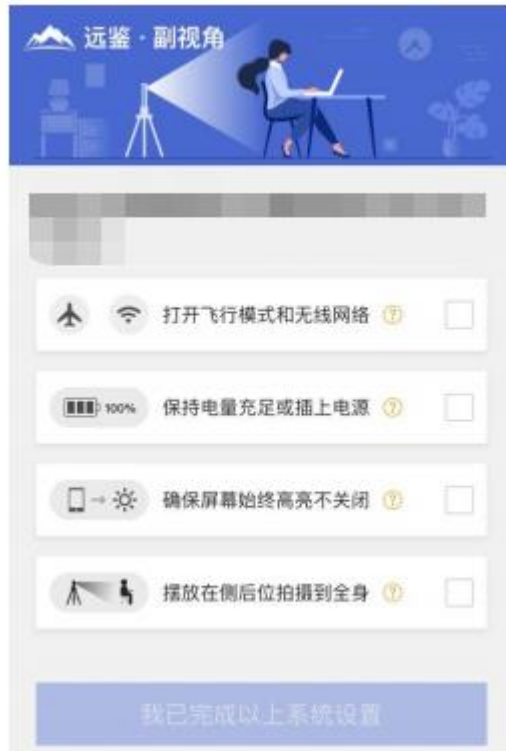 远鉴·副视角
打开飞行模式和无线网络 ?
100% 保持电量充足或插上电源 ?
确保屏幕始终高亮不关闭 ?
摆放在侧后位拍摄到全身 ?
我已完成以上系统设置